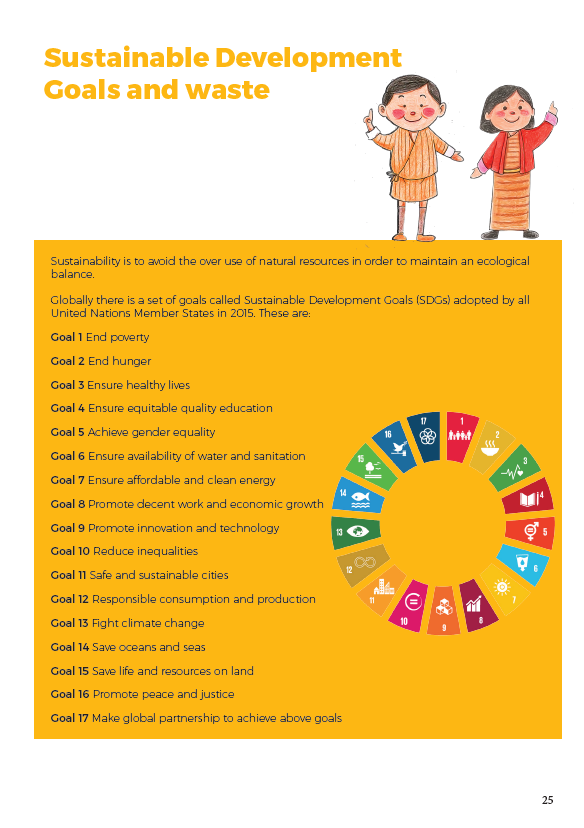 Sustainable Development
Goals and waste
Sustainability is to avoid the over use of natural resources in order to maintain an ecological
balance.
Globally there is a set of goals called Sustainable Development Goals (SDGs) adopted by all
United Nations Member States in 2015. These are:
Goal 1 End poverty
Goal 2 End hunger
Goal 3 Ensure healthy lives
Goal 4 Ensure equitable quality education
Goal 5 Achieve gender equality
Goal 6 Ensure availability of water and sanitation
Goal 7 Ensure affordable and clean energy
Goal 8 Promote decent work and economic growth
Goal 9 Promote innovation and technology
Goal 10 Reduce inequalities
Goal 11 Safe and sustainable cities
Goal 12 Responsible consumption and production
Goal 13 Fight climate change
Goal 14 Save oceans and seas
Goal 15 Save life and resources on land
Goal 16 Promote peace and justice
Goal 17 Make global partnership to achieve above goals
1
2
3
4
5
6
7
8
9
10
11
12
13
14
15
16
17
25